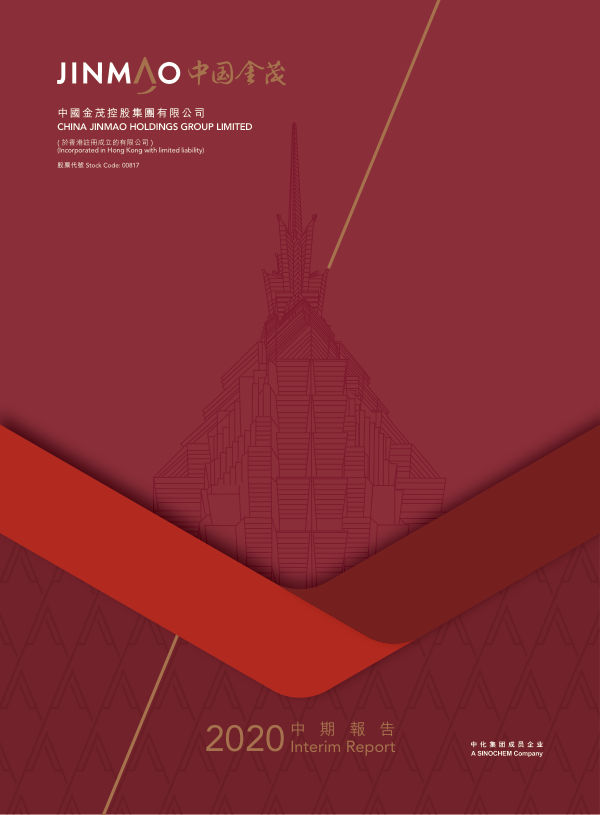 JINMAO 中国金茂
中國金茂控股集團有限公司
CHINA JINMAO HOLDINGS GROUP LIMITED
(於香港註冊成立的有限公司)
(Incorporated in Hong Kong with limited liability)
股票代號 Stock Code: 00817
2020 中期報告
Interim Report
中化集团成员企业
A SINOCHEM Company